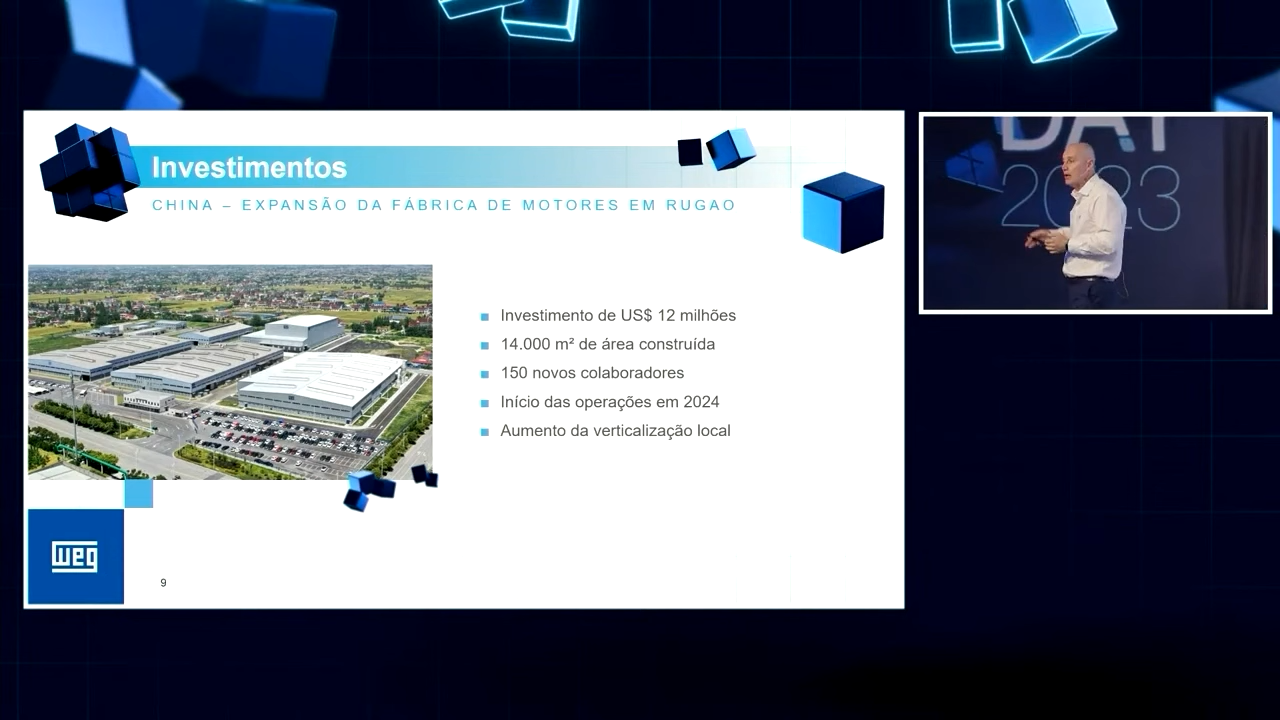 Investimentos
CHINA – EXPANSÃO DA FÁBRICA DE MOTORES EM RUGAO
Investimento de US$ 12 milhões
14.000 m² de área construída
150 novos colaboradores
Início das operações em 2024
Aumento da verticalização local
weg
9
DAY
2023